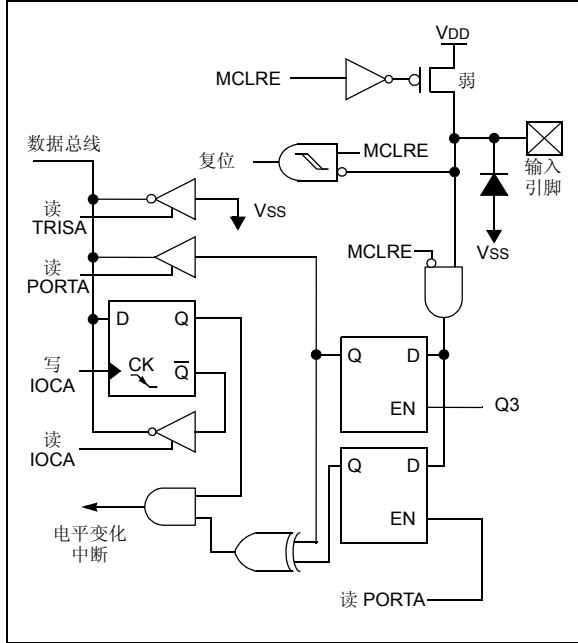 VDD
MCLRE
弱
数据总线
复位
MCLRE
输入
引脚
读
TRISA
VSS
VSS
读
PORTA
MCLRE
D
Q
Q
D
写
IOCA
CK
Q
EN
Q3
读
IOCA
Q
D
EN
电平变化
中断
读 PORTA